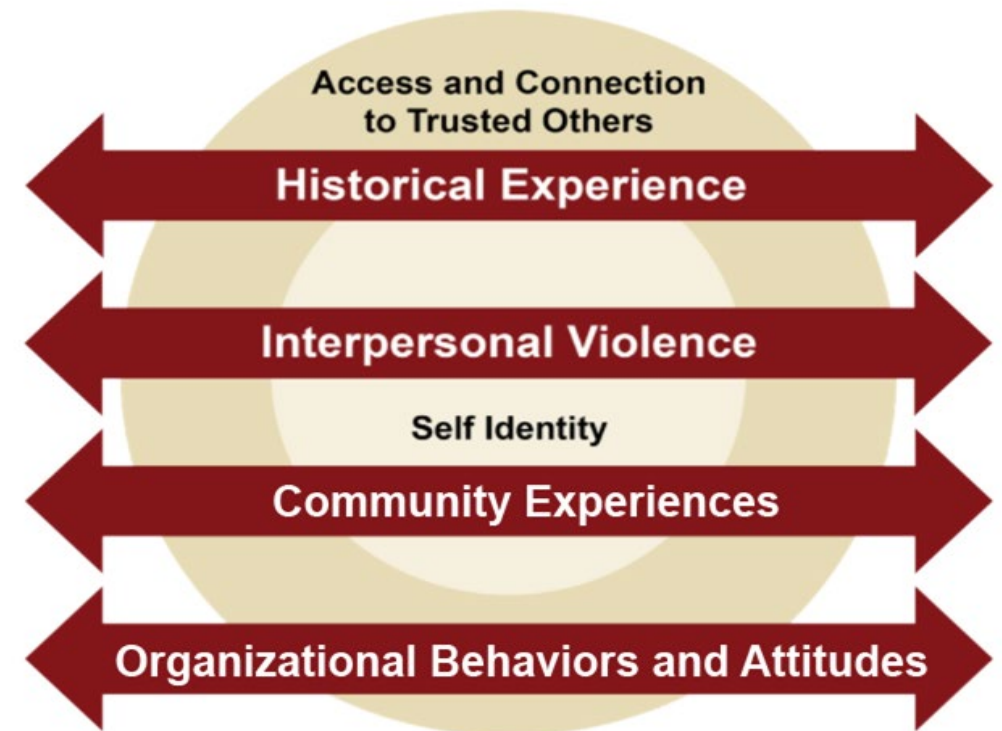 Access and Connection
to Trusted Others
Historical Experience
Interpersonal Violence
Self Identity
Community Experiences
Organizational Behaviors and Attitudes